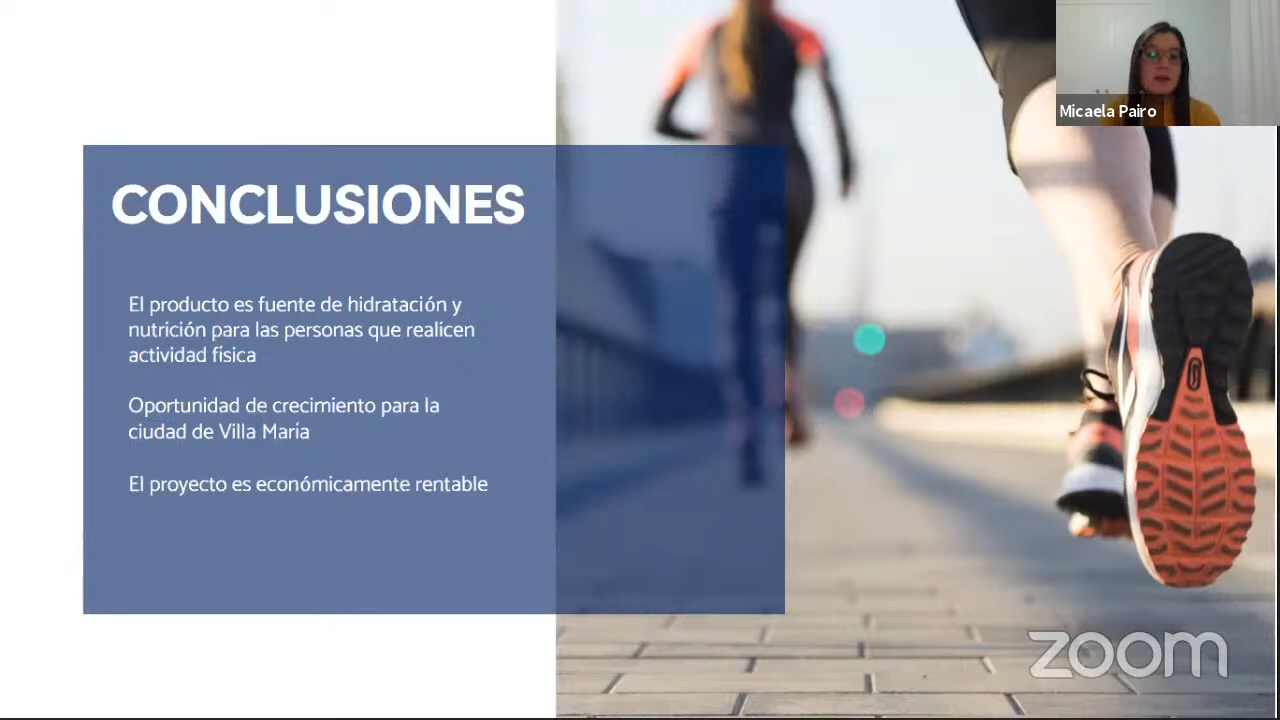 Micaela Pairo
CONCLUSIONES
El producto es fuente de hidratación y
nutrición para las personas que realicen
actividad física
Oportunidad de crecimiento para la
ciudad de Villa María
El proyecto es económicamente rentable
zoom